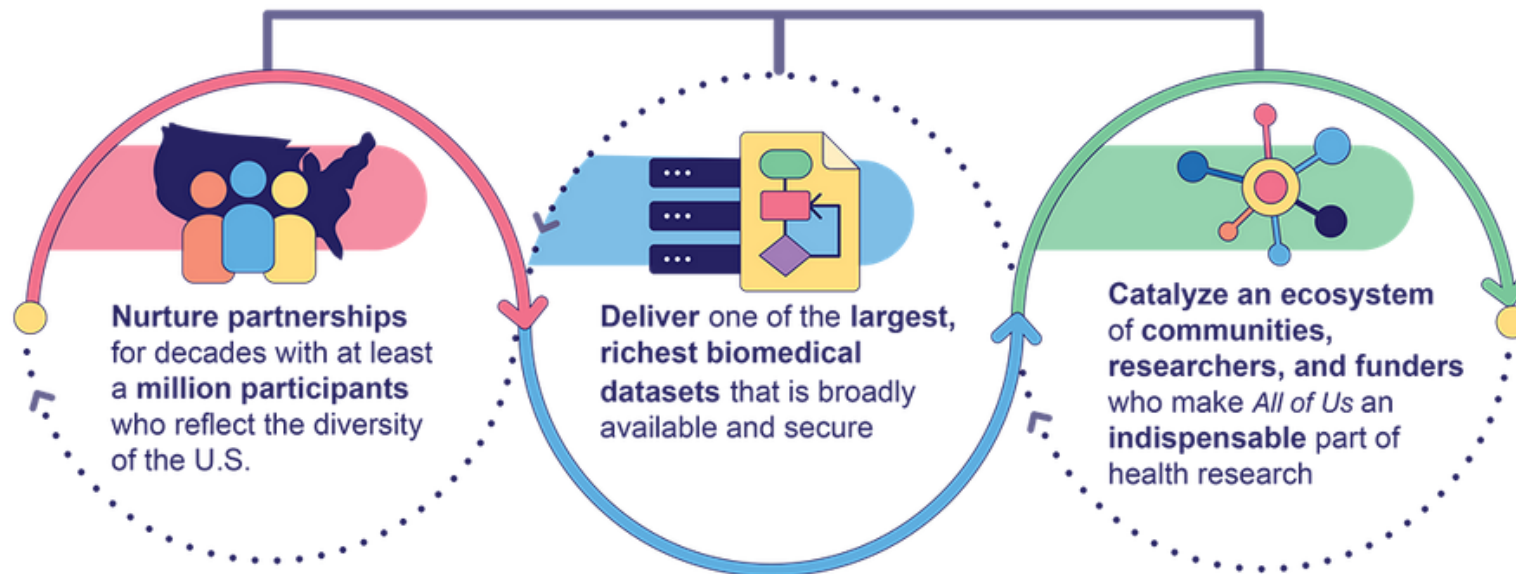 Nurture partnerships
for decades with at least
a million participants
who reflect the diversity
of the U.S.
Deliver one of the largest,
richest biomedical
datasets that is broadly
available and secure
Catalyze an ecosystem
of communities,
researchers, and funders
who make All of Us an
indispensable part of
health research